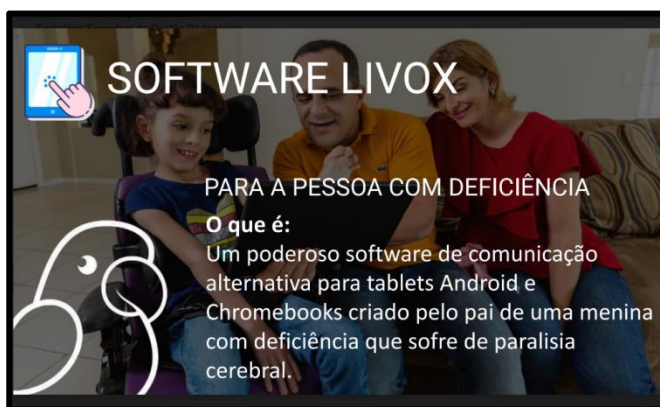 SOFTWARE LIVOX
PARA A PESSOA COM DEFICIÊNCIA
O que é:
Um poderoso software de comunicação
alternativa para tablets Android e
Chromebooks criado pelo pai de uma menina
com deficiência que sofre de paralisia
cerebral.